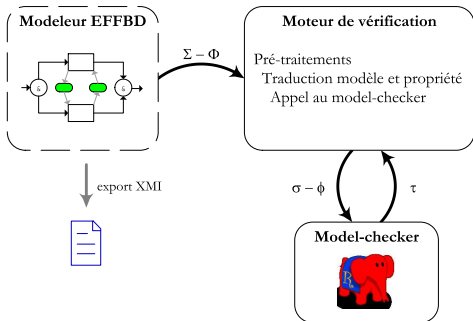 Modeleur EFFBD
&
&
Σ – Φ
Moteur de vérification
Pré-traitements
Traduction modèle et propriété
Appel au model-checker
export XMI
σ – ϕ
τ
Model-checker
R